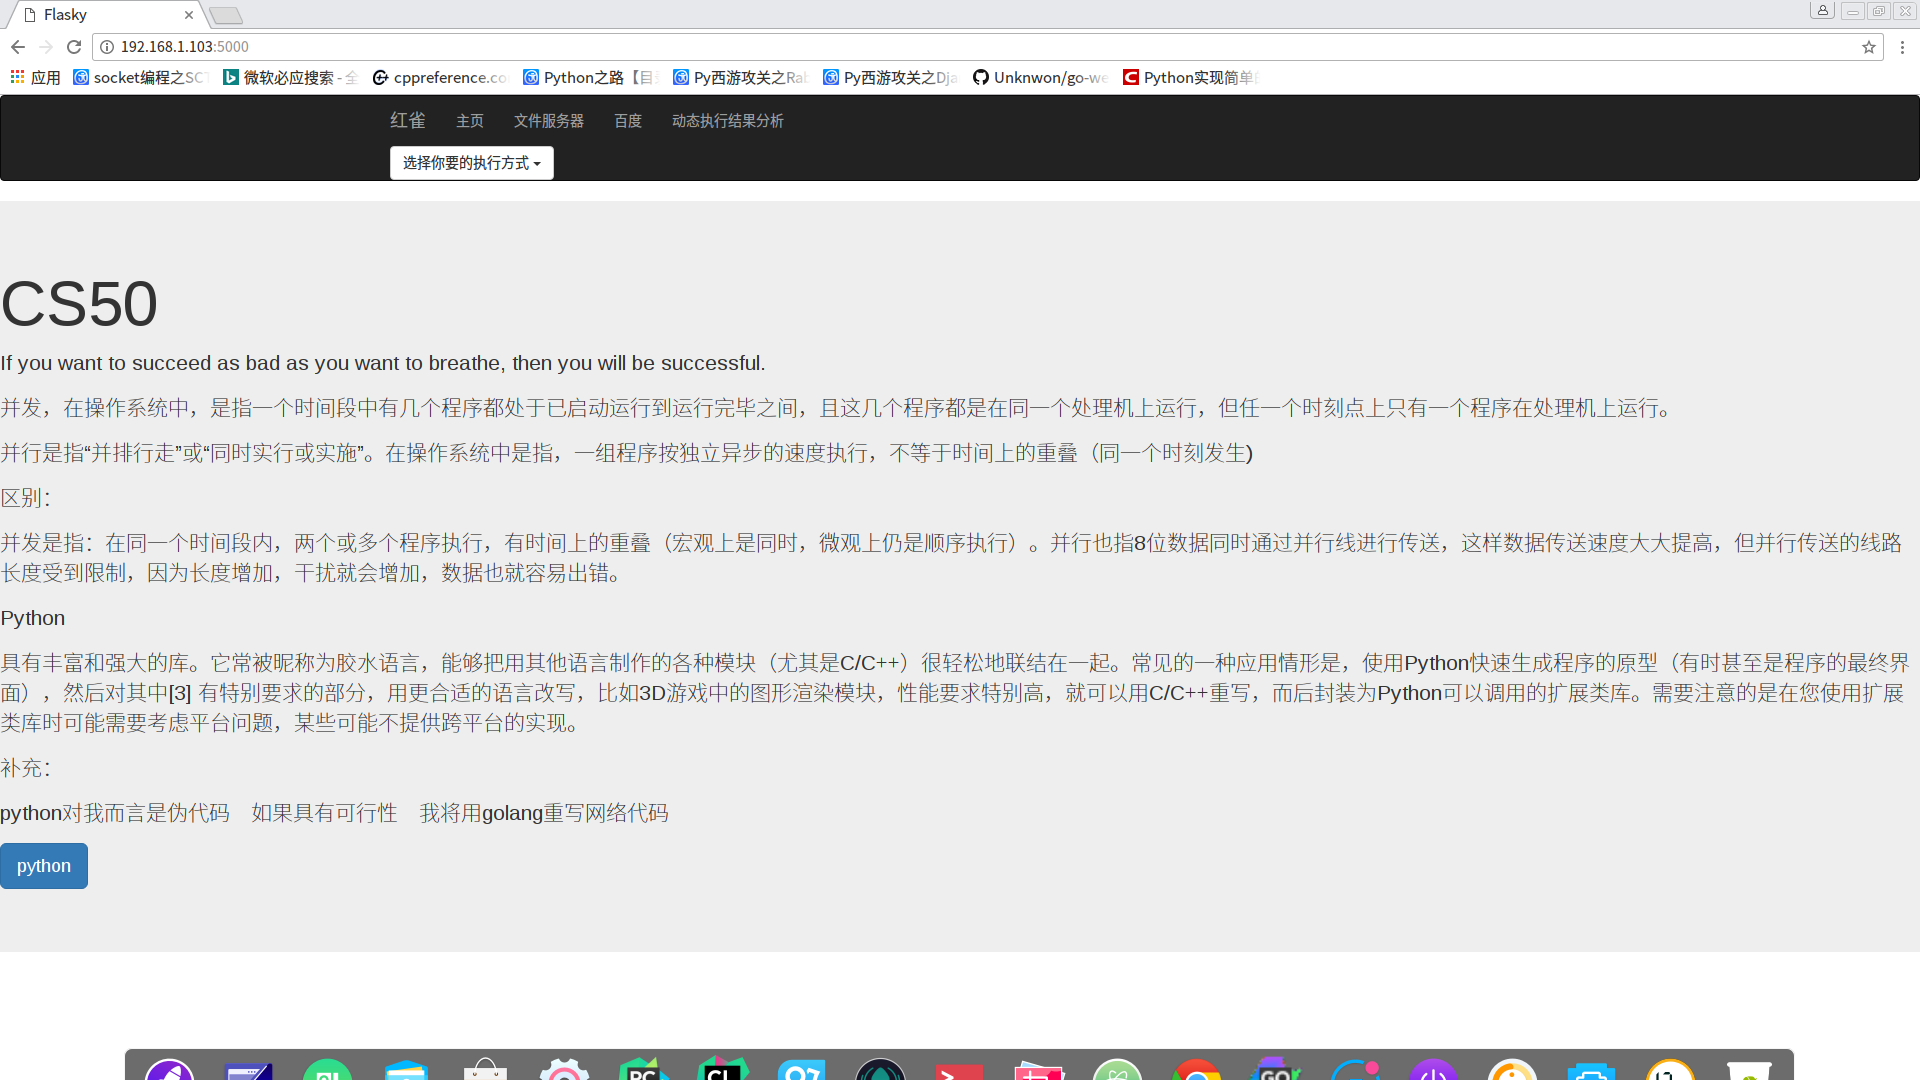 Flasky
192.168.1.103:5000
应用 socket编程之SCT 微软必应搜索 - 全 cppreference.co Python之路【目 Py西游攻关之Rab Py西游攻关之Dja Unknwon/go-we Python实现简单
红雀 主页 文件服务器 百度 动态执行结果分析
选择你要的执行方式
CS50
If you want to succeed as bad as you want to breathe, then you will be successful.
并发，在操作系统中，是指一个时间段中有几个程序都处于已启动运行到运行完毕之间，且这几个程序都是在同一个处理机上运行，但任一个时刻点上只有一个程序在处理机上运行。
并行是指“并排行走”或“同时实行或实施”。在操作系统中是指，一组程序按独立异步的速度执行，不等于时间上的重叠（同一个时刻发生)
区别：
并发是指：在同一个时间段内，两个或多个程序执行，有时间上的重叠（宏观上是同时，微观上仍是顺序执行）。并行也指8位数据同时通过并行线进行传送，这样数据传送速度大大提高，但并行传送的线路
长度受到限制，因为长度增加，干扰就会增加，数据也就容易出错。
Python
具有丰富和强大的库。它常被昵称为胶水语言，能够把用其他语言制作的各种模块（尤其是C/C++）很轻松地联结在一起。常见的一种应用情形是，使用Python快速生成程序的原型（有时甚至是程序的最终界
面），然后对其中[3] 有特别要求的部分，用更合适的语言改写，比如3D游戏中的图形渲染模块，性能要求特别高，就可以用C/C++重写，而后封装为Python可以调用的扩展类库。需要注意的是在您使用扩展
类库时可能需要考虑平台问题，某些可能不提供跨平台的实现。
补充：
python对我而言是伪代码　如果具有可行性　我将用golang重写网络代码
python
PC CL GO